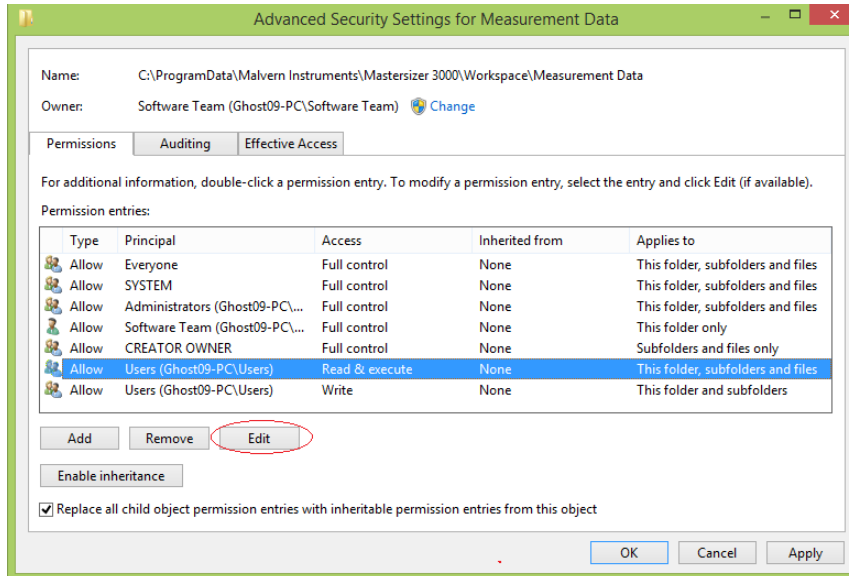 Advanced Security Settings for Measurement Data
Name: C:\ProgramData\Malvern Instruments\Mastersizer 3000\Workspace\Measurement Data
Owner: Software Team (Ghost09-PC\Software Team) Change
Permissions Auditing Effective Access
For additional information, double-click a permission entry. To modify a permission entry, select the entry and click Edit (if available).
Permission entries:
Type Principal Access Inherited from Applies to
Allow Everyone Full control None This folder, subfolders and files
Allow SYSTEM Full control None This folder, subfolders and files
Allow Administrators (Ghost09-PC\... Full control None This folder, subfolders and files
Allow Software Team (Ghost09-PC\... Full control None This folder only
Allow CREATOR OWNER Full control None Subfolders and files only
Allow Users (Ghost09-PC\Users) Read & execute None This folder, subfolders and files
Allow Users (Ghost09-PC\Users) Write None This folder and subfolders
Add Remove Edit
Enable inheritance
Replace all child object permission entries with inheritable permission entries from this object
OK Cancel Apply